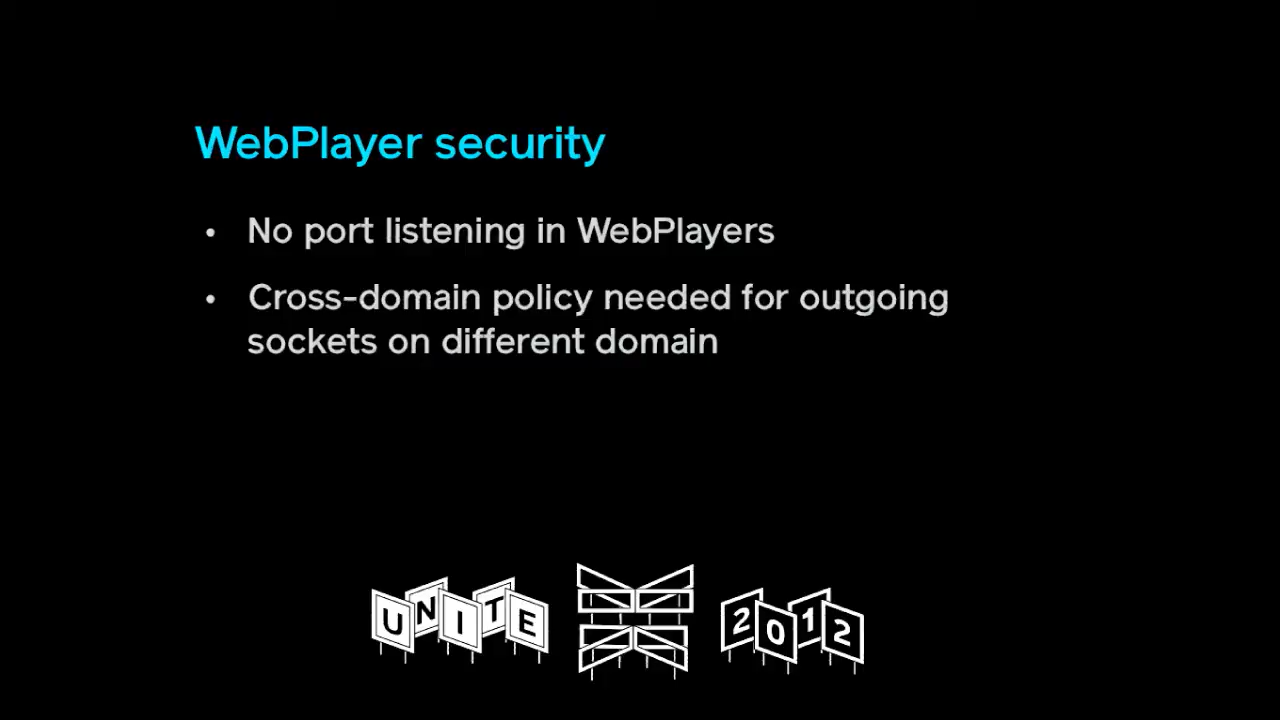 WebPlayer security
• No port listening in WebPlayers
• Cross-domain policy needed for outgoing
sockets on different domain
UNITE 2012